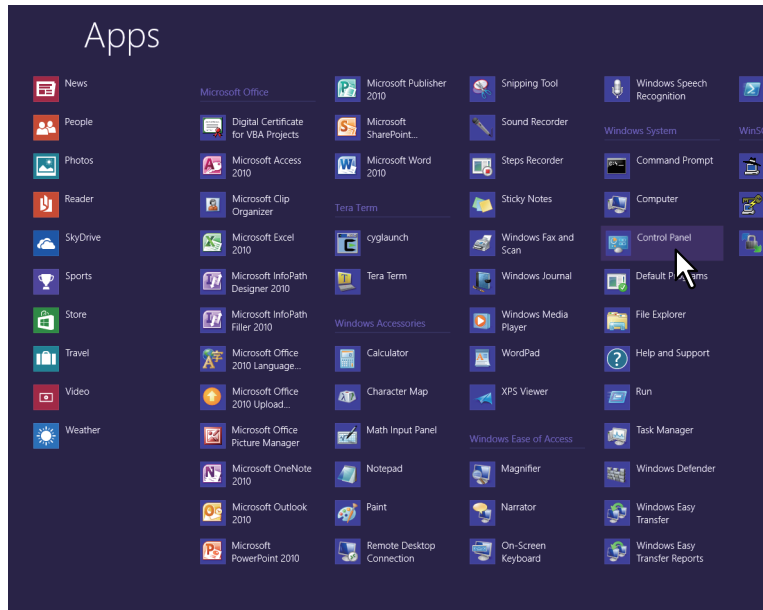 Apps
News
People
Photos
Reader
SkyDrive
Sports
Store
Travel
Video
Weather
Microsoft Office
Digital Certificate
for VBA Projects
Microsoft Access
2010
Microsoft Clip
Organizer
Microsoft Excel
2010
Microsoft InfoPath
Designer 2010
Microsoft InfoPath
Filler 2010
Microsoft Office
2010 Language...
Microsoft Office
2010 Upload...
Microsoft Office
Picture Manager
Microsoft OneNote
2010
Microsoft Outlook
2010
Microsoft
PowerPoint 2010
Microsoft Publisher
2010
Microsoft
SharePoint...
Microsoft Word
2010
Tera Term
cyglaunch
Tera Term
Windows Accessories
Calculator
Character Map
Math Input Panel
Notepad
Paint
Remote Desktop
Connection
Snipping Tool
Sound Recorder
Steps Recorder
Sticky Notes
Windows Fax and
Scan
Windows Journal
Windows Media
Player
WordPad
XPS Viewer
Windows Ease of Access
Magnifier
Narrator
On-Screen
Keyboard
Windows Speech
Recognition
Windows System
Command Prompt
Computer
Control Panel
Default
File Explorer
Help and Support
Run
Task Manager
Windows Defender
Windows Easy
Transfer
Windows Easy
Transfer Reports